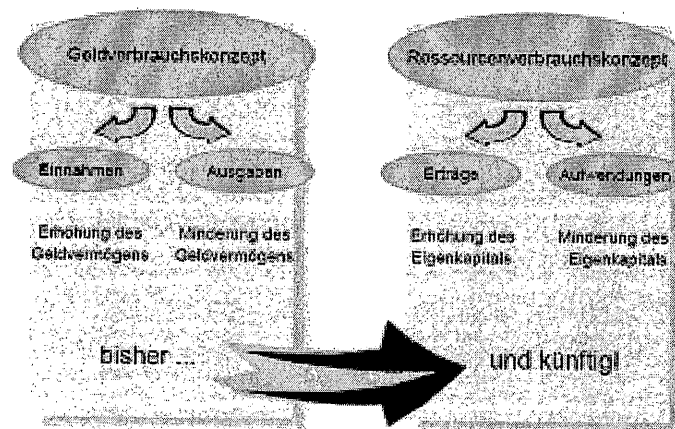 Geldverbrauchskonzept
Einnahmen
Ausgaben
Erhöhung des
Geldvermögens
Minderung des
Geldvermögens
bisher ...
Ressourcenverbrauchskonzept
Erträge
Aufwendungen
Erhöhung des
Eigenkapitals
Minderung des
Eigenkapitals
und künftig!